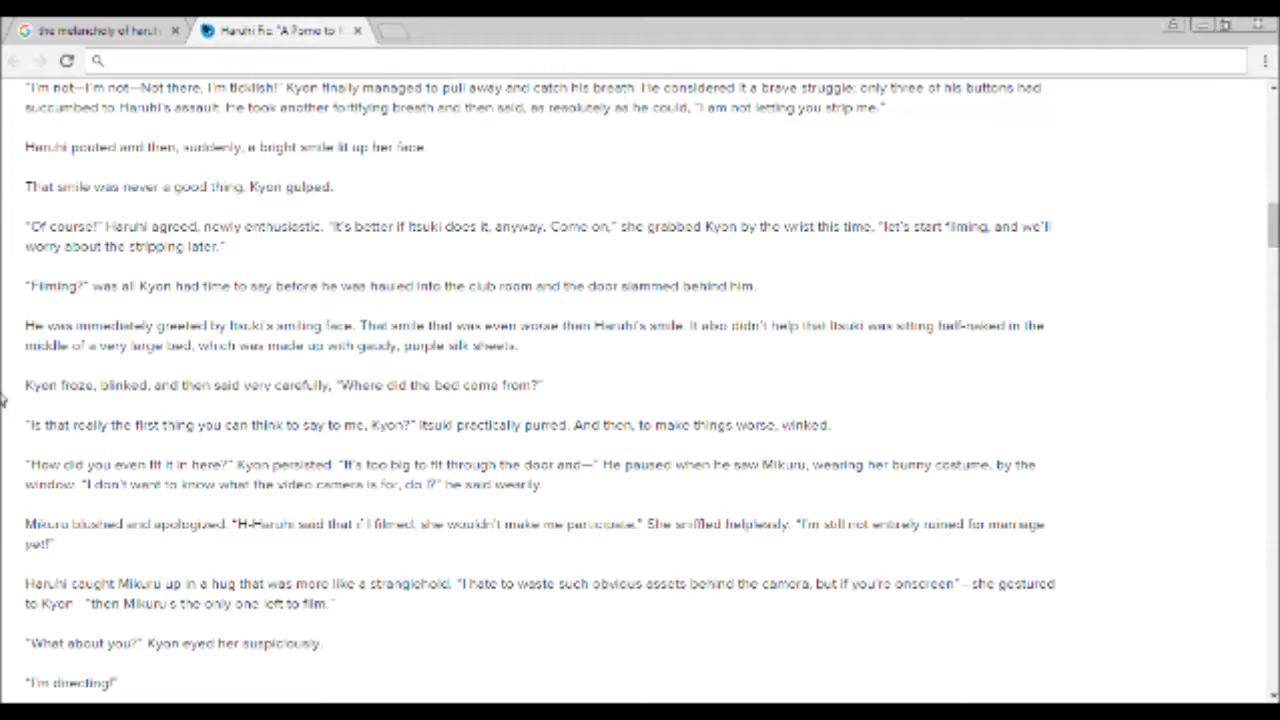 the melancholy of haruh
Haruhi Fic: "A Porno to F
"I'm not—I'm not—Not there, I'm ticklish!" Kyon finally managed to pull away and catch his breath. He considered it a brave struggle; only three of his buttons had
succumbed to Haruhi's assault. He took another fortifying breath and then said, as resolutely as he could, "I am not letting you strip me."
Haruhi pouted and then, suddenly, a bright smile lit up her face.
That smile was never a good thing. Kyon gulped.
"Of course!" Haruhi agreed, newly enthusiastic. "It's better if Itsuki does it, anyway. Come on," she grabbed Kyon by the wrist this time, "let's start filming, and we'll
worry about the stripping later."
"Filming?" was all Kyon had time to say before he was hauled into the club room and the door slammed behind him.
He was immediately greeted by Itsuki's smiling face. That smile that was even worse than Haruhi's smile. It also didn't help that Itsuki was sitting half-naked in the
middle of a very large bed, which was made up with gaudy, purple silk sheets.
Kyon froze, blinked, and then said very carefully, "Where did the bed come from?"
"Is that really the first thing you can think to say to me, Kyon?" Itsuki practically purred. And then, to make things worse, winked.
"How did you even fit it in here?" Kyon persisted. "It's too big to fit through the door and—" He paused when he saw Mikuru, wearing her bunny costume, by the
window. "I don't want to know what the video camera is for, do I?" he said wearily.
Mikuru blushed and apologized. "H-Haruhi said that if I filmed, she wouldn't make me participate." She sniffled helplessly. "I'm still not entirely ruined for marriage
yet!"
Haruhi caught Mikuru up in a hug that was more like a stranglehold. "I hate to waste such obvious assets behind the camera, but if you're onscreen"—she gestured
to Kyon—"then Mikuru's the only one left to film."
"What about you?" Kyon eyed her suspiciously.
"I'm directing!"